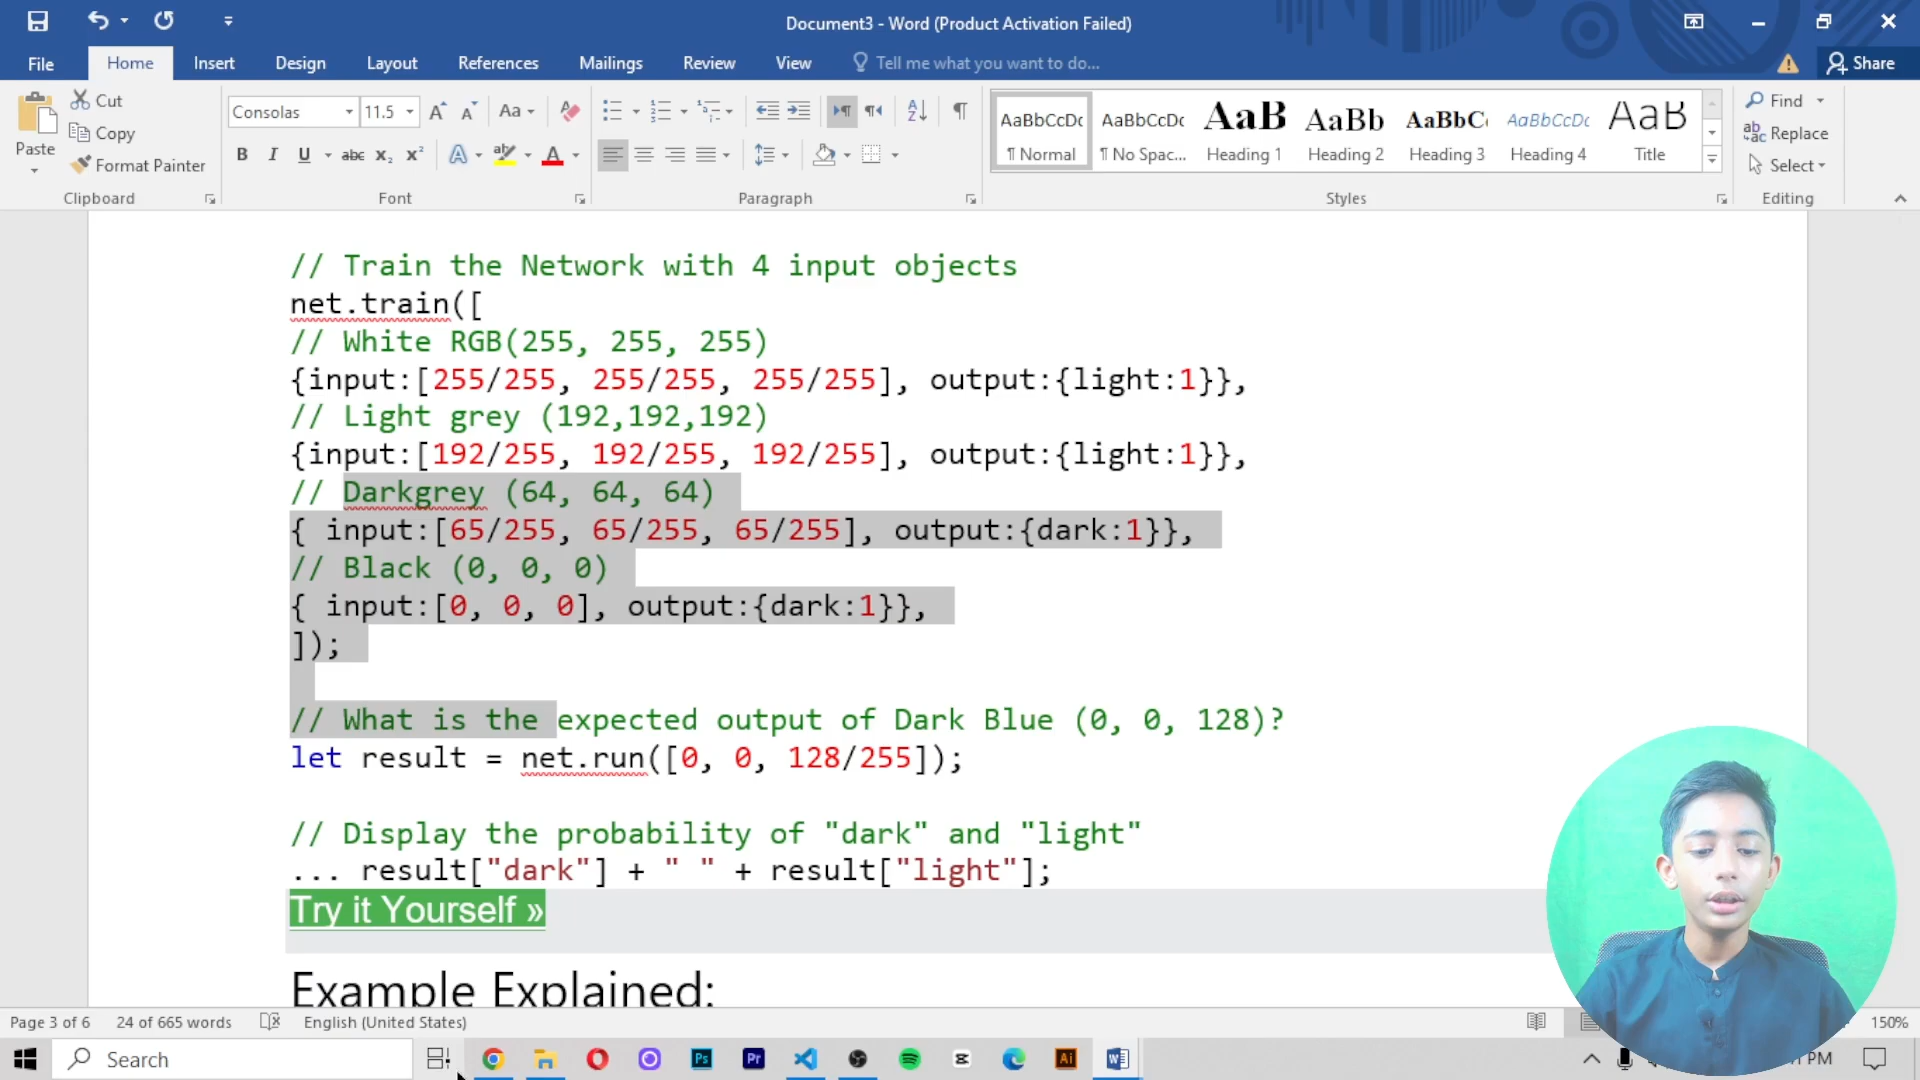 Document3 - Word (Product Activation Failed)
File Home Insert Design Layout References Mailings Review View Tell me what you want to do... Share
Paste
Cut
Copy
Format Painter
Clipboard
Consolas 11.5
Font
Paragraph
AaBbCcDc AaBbCcDc AaB AaBb AaBbC AaBbCcDc AaB
¶ Normal ¶ No Spac... Heading 1 Heading 2 Heading 3 Heading 4 Title
Styles
Find
Replace
Select
Editing
// Train the Network with 4 input objects
net.train([
// White RGB(255, 255, 255)
{input:[255/255, 255/255, 255/255], output:{light:1}},
// Light grey (192,192,192)
{input:[192/255, 192/255, 192/255], output:{light:1}},
// Darkgrey (64, 64, 64)
{ input:[65/255, 65/255, 65/255], output:{dark:1}},
// Black (0, 0, 0)
{ input:[0, 0, 0], output:{dark:1}},
]);
// What is the expected output of Dark Blue (0, 0, 128)?
let result = net.run([0, 0, 128/255]);
// Display the probability of "dark" and "light"
... result["dark"] + " " + result["light"];
Try it Yourself »
Example Explained:
Page 3 of 6 24 of 665 words English (United States) 150%
Search
PM